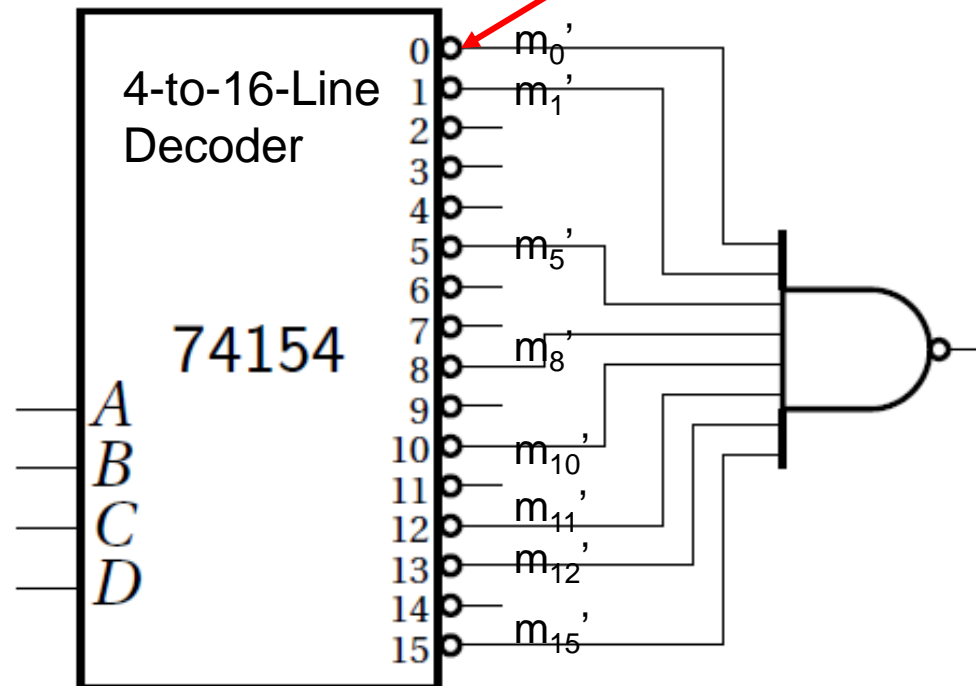 4-to-16-Line
Decoder
74154
A
B
C
D
0
1
2
3
4
5
6
7
8
9
10
11
12
13
14
15
m₀’
m₁’
m₅’
m₈’
m₁₀’
m₁₁’
m₁₂’
m₁₅’